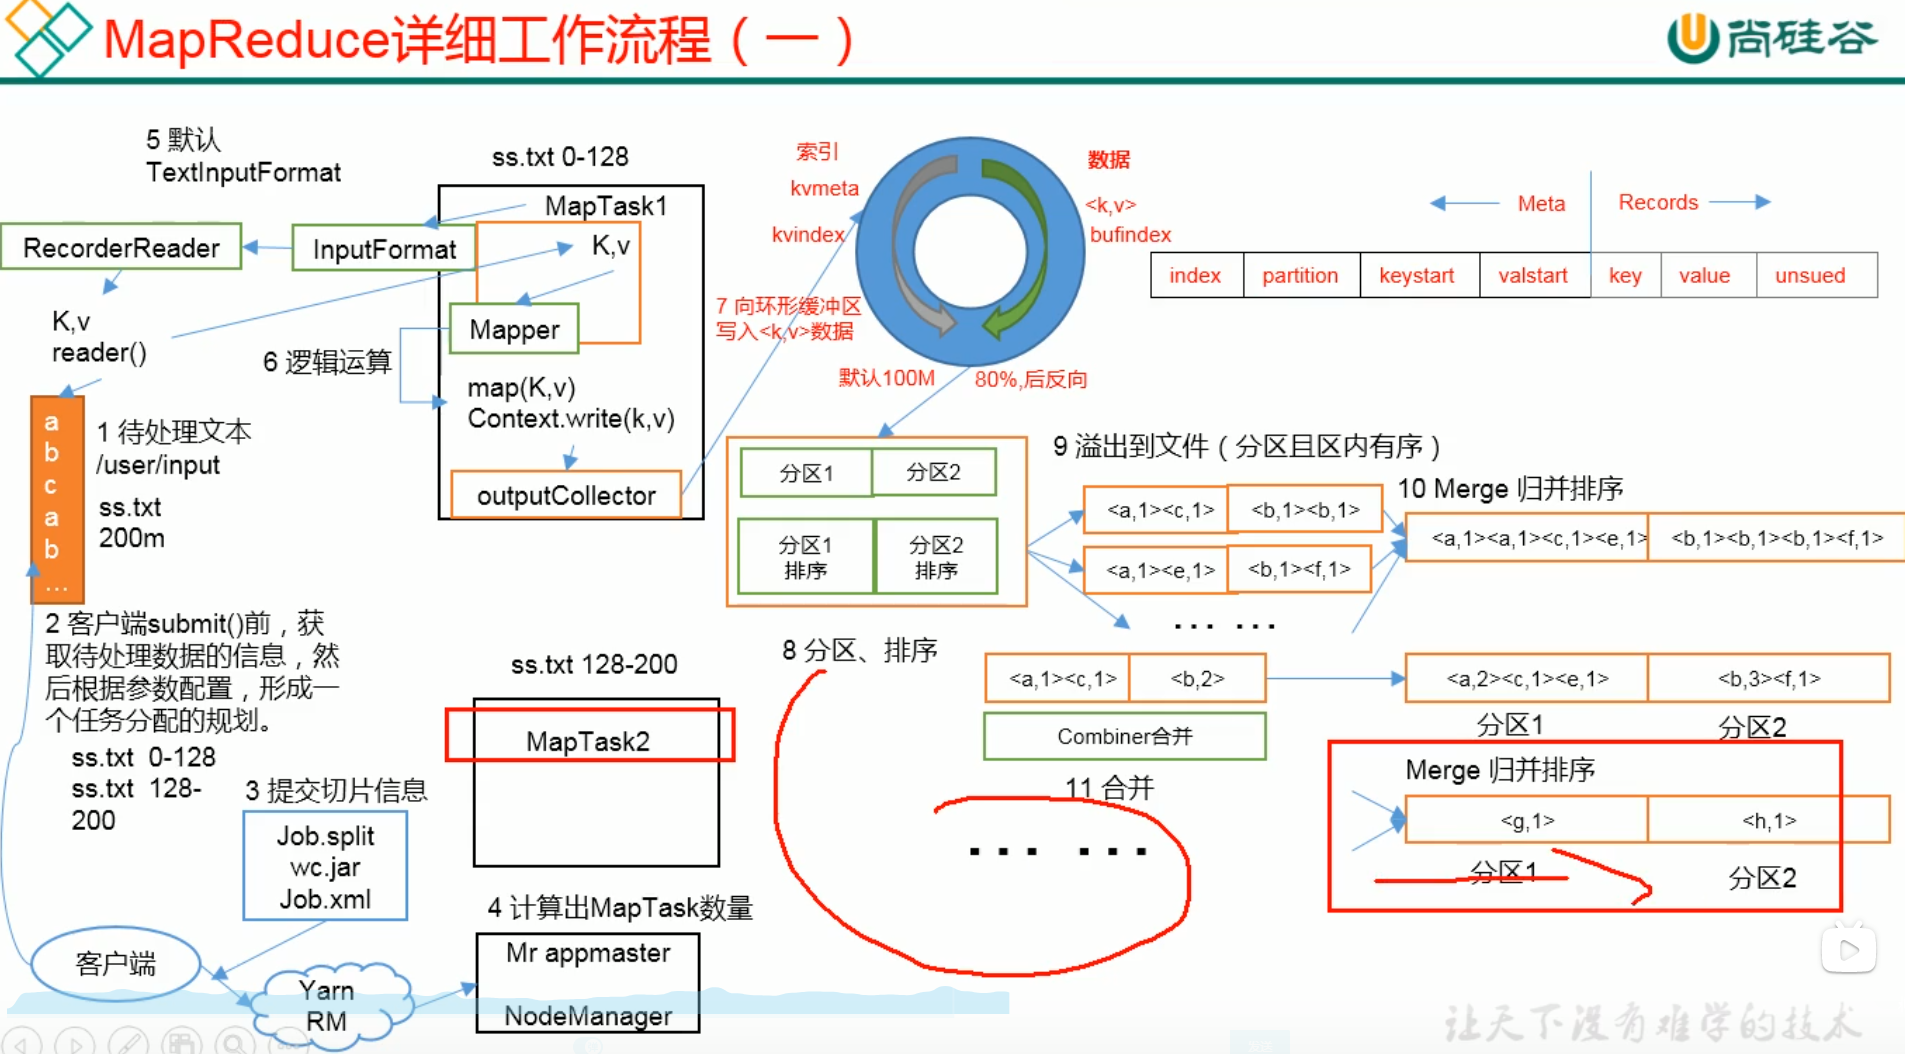 MapReduce详细工作流程（一）
尚硅谷
5 默认
TextInputFormat
ss.txt 0-128
MapTask1
RecorderReader
InputFormat
K,v
K,v
reader()
Mapper
6 逻辑运算
map(K,v)
Context.write(k,v)
outputCollector
a
b
c
a
b
...
1 待处理文本
/user/input
ss.txt
200m
2 客户端submit()前，获
取待处理数据的信息，然
后根据参数配置，形成一
个任务分配的规划。
ss.txt 0-128
ss.txt 128-
200
3 提交切片信息
Job.split
wc.jar
Job.xml
客户端
Yarn
RM
4 计算出MapTask数量
Mr appmaster
NodeManager
ss.txt 128-200
MapTask2
索引
kvmeta
kvindex
数据
<k,v>
bufindex
7 向环形缓冲区
写入<k,v>数据
默认100M
80%,后反向
Meta
Records
index partition keystart valstart key value unsued
分区1 分区2
分区1
排序
分区2
排序
8 分区、排序
9 溢出到文件（分区且区内有序）
<a,1><c,1> <b,1><b,1>
<a,1><e,1> <b,1><f,1>
... ...
10 Merge 归并排序
<a,1><a,1><c,1><e,1> <b,1><b,1><b,1><f,1>
<a,1><c,1> <b,2>
Combiner合并
11 合并
... ...
<a,2><c,1><e,1> <b,3><f,1>
分区1 分区2
Merge 归并排序
<g,1> <h,1>
分区1 分区2
让天下没有难学的技术